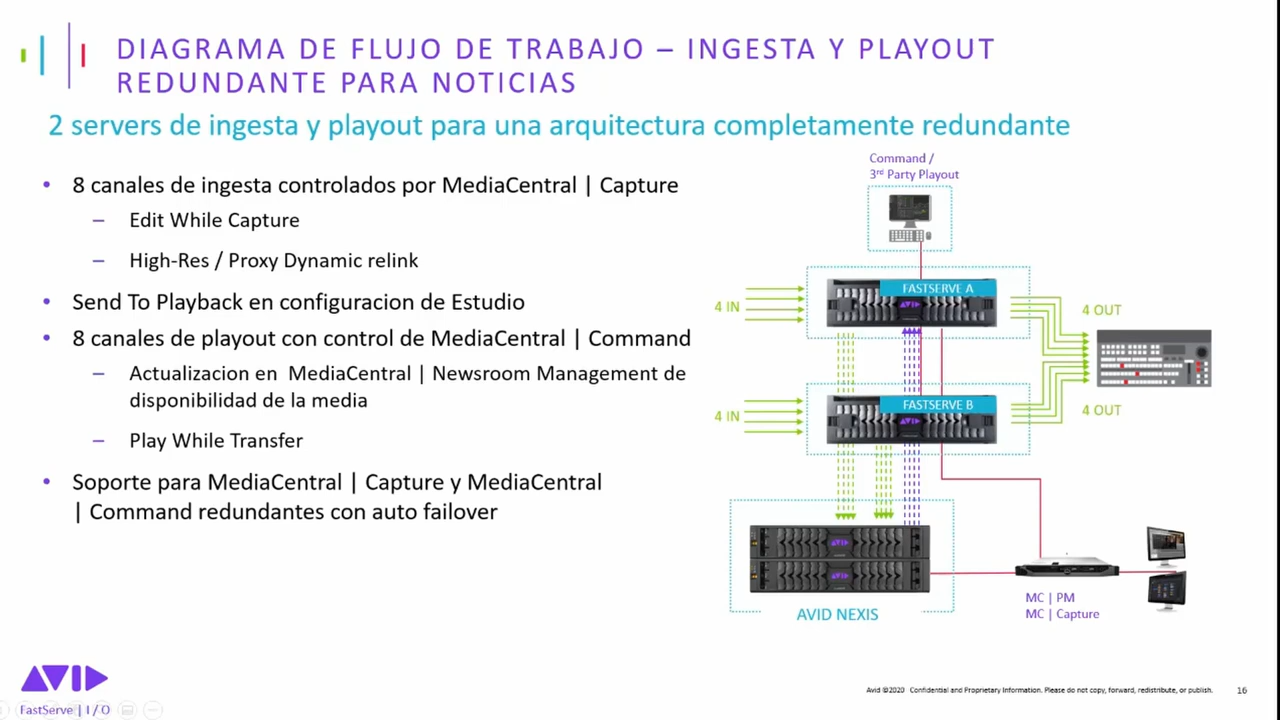 DIAGRAMA DE FLUJO DE TRABAJO – INGESTA Y PLAYOUT
REDUNDANTE PARA NOTICIAS
2 servers de ingesta y playout para una arquitectura completamente redundante
• 8 canales de ingesta controlados por MediaCentral | Capture
– Edit While Capture
– High-Res / Proxy Dynamic relink
• Send To Playback en configuracion de Estudio
• 8 canales de playout con control de MediaCentral | Command
– Actualizacion en MediaCentral | Newsroom Management de
disponibilidad de la media
– Play While Transfer
• Soporte para MediaCentral | Capture y MediaCentral
| Command redundantes con auto failover
Command /
3rd Party Playout
FASTSERVE A
4 IN
4 OUT
FASTSERVE B
4 IN
4 OUT
AVID NEXIS
MC | PM
MC | Capture
AVID
FastServe | I / O
Avid ©2020 Confidential and Proprietary Information. Please do not copy, forward, redistribute, or publish.
16